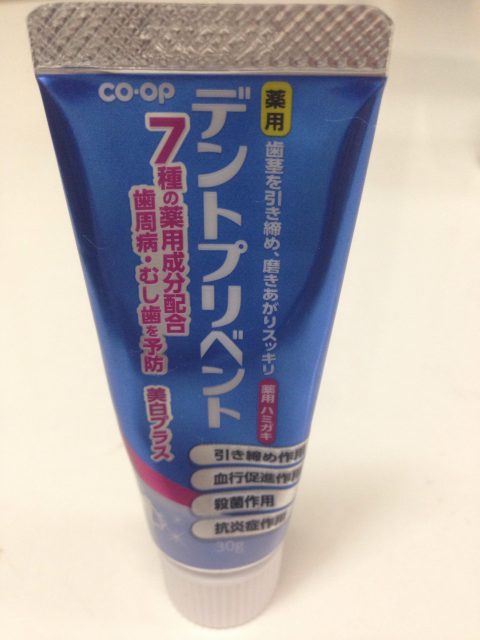 co·op
薬用
歯茎を引き締め、磨きあがりスッキリ
薬用ハミガキ
デントプリベント
7種の薬用成分配合
歯周病・むし歯を予防
美白プラス
引き締め作用
血行促進作用
殺菌作用
抗炎症作用
30g